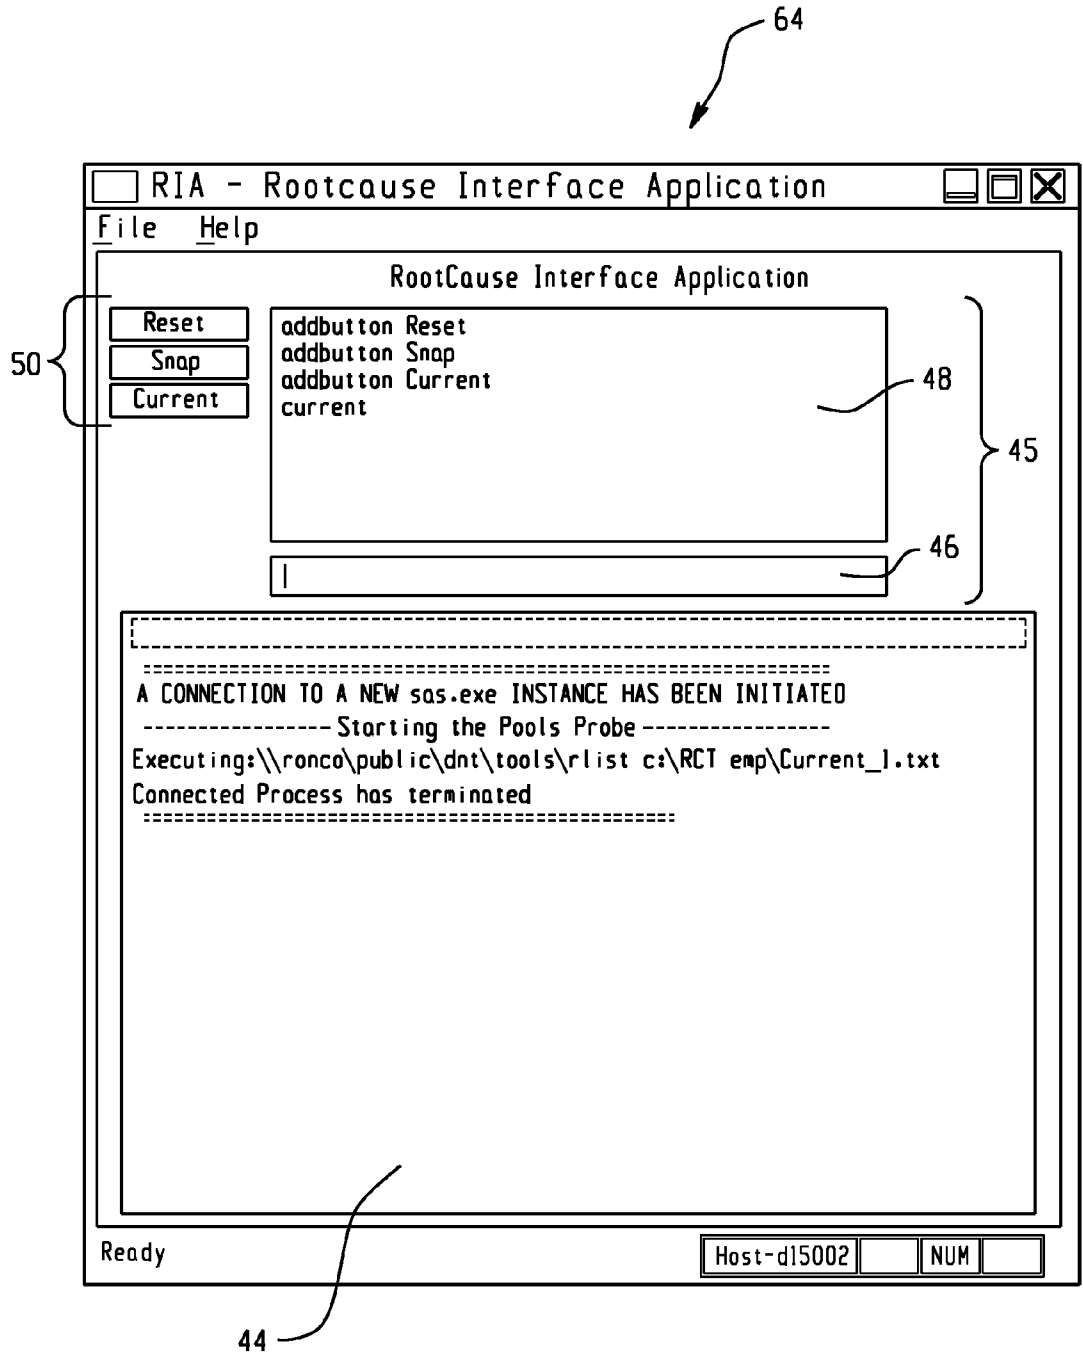 64
RIA - Rootcause Interface Application
File Help
RootCause Interface Application
50
Reset
Snap
Current
addbutton Reset
addbutton Snap
addbutton Current
current
48
45
46
==================================================
A CONNECTION TO A NEW sas.exe INSTANCE HAS BEEN INITIATED
---------------- Starting the Pools Probe ----------------
Executing:\\ronco\public\dnt\tools\rlist c:\RCT emp\Current_1.txt
Connected Process has terminated
==================================================
Ready
Host-d15002
NUM
44